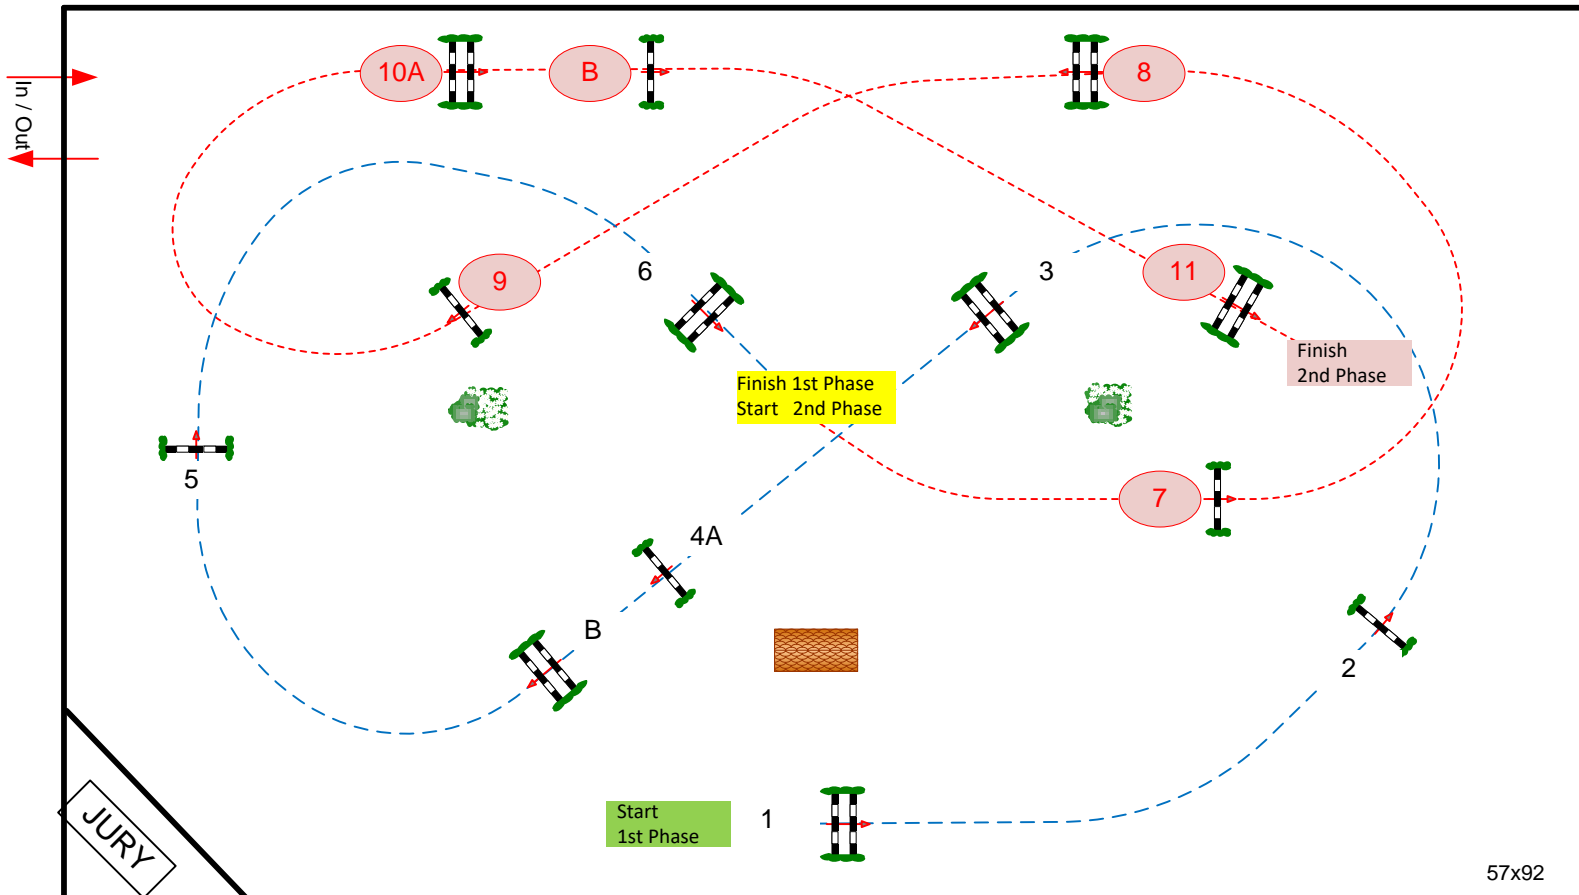 10A
B
8
In / Out
6
3
9
11
Finish
2nd Phase
Finish 1st Phase
Start 2nd Phase
5
7
4A
B
2
Start
1st Phase
1
JURY
57x92